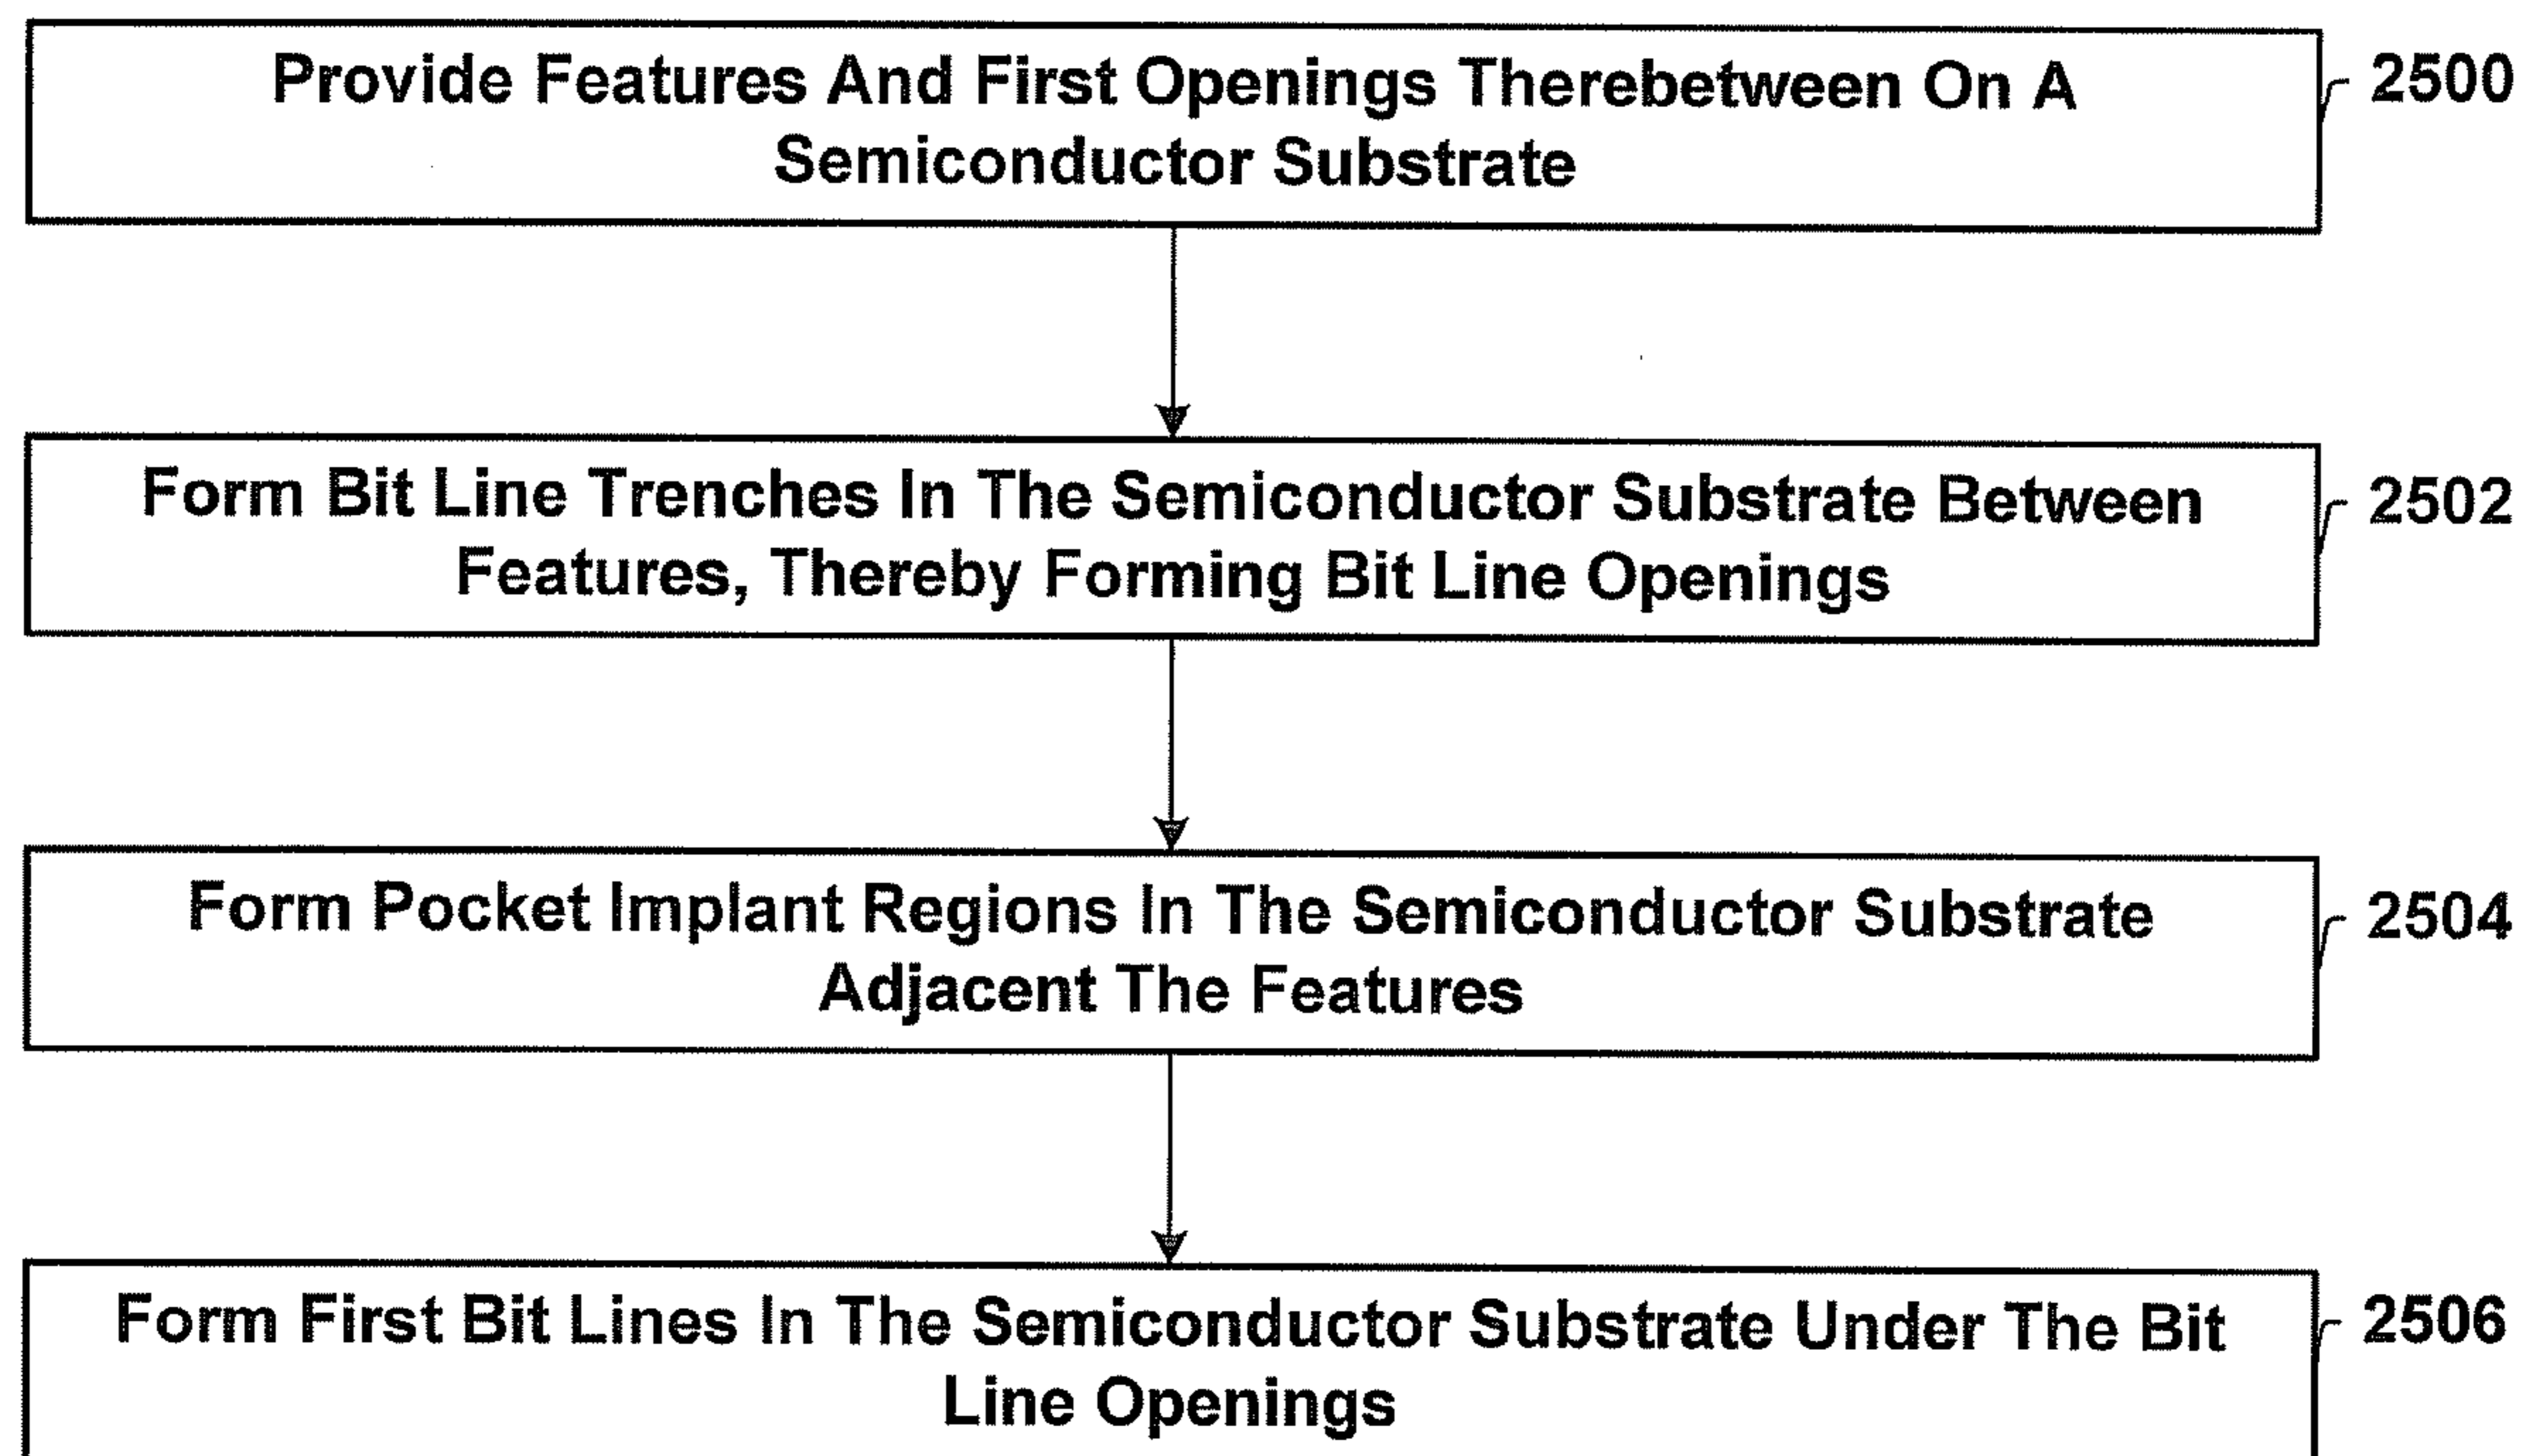 Provide Features And First Openings Therebetween On A
Semiconductor Substrate
2500
Form Bit Line Trenches In The Semiconductor Substrate Between
Features, Thereby Forming Bit Line Openings
2502
Form Pocket Implant Regions In The Semiconductor Substrate
Adjacent The Features
2504
Form First Bit Lines In The Semiconductor Substrate Under The Bit
Line Openings
2506